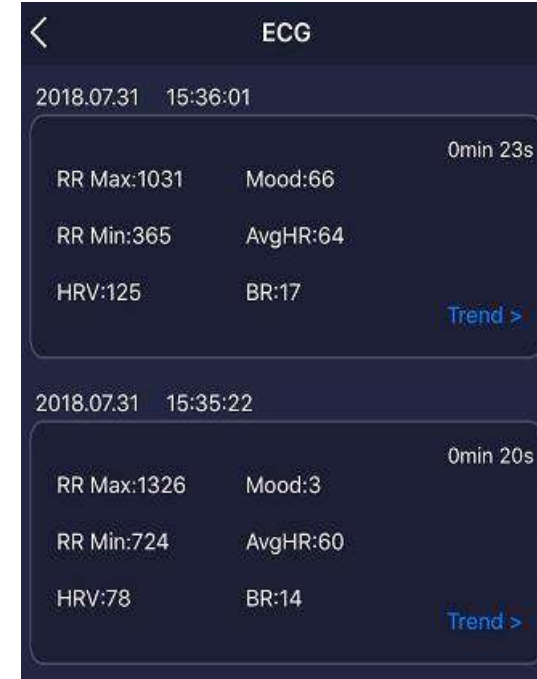 ECG
2018.07.31 15:36:01
0min 23s
RR Max:1031 Mood:66
RR Min:365 AvgHR:64
HRV:125 BR:17
Trend >
2018.07.31 15:35:22
0min 20s
RR Max:1326 Mood:3
RR Min:724 AvgHR:60
HRV:78 BR:14
Trend >